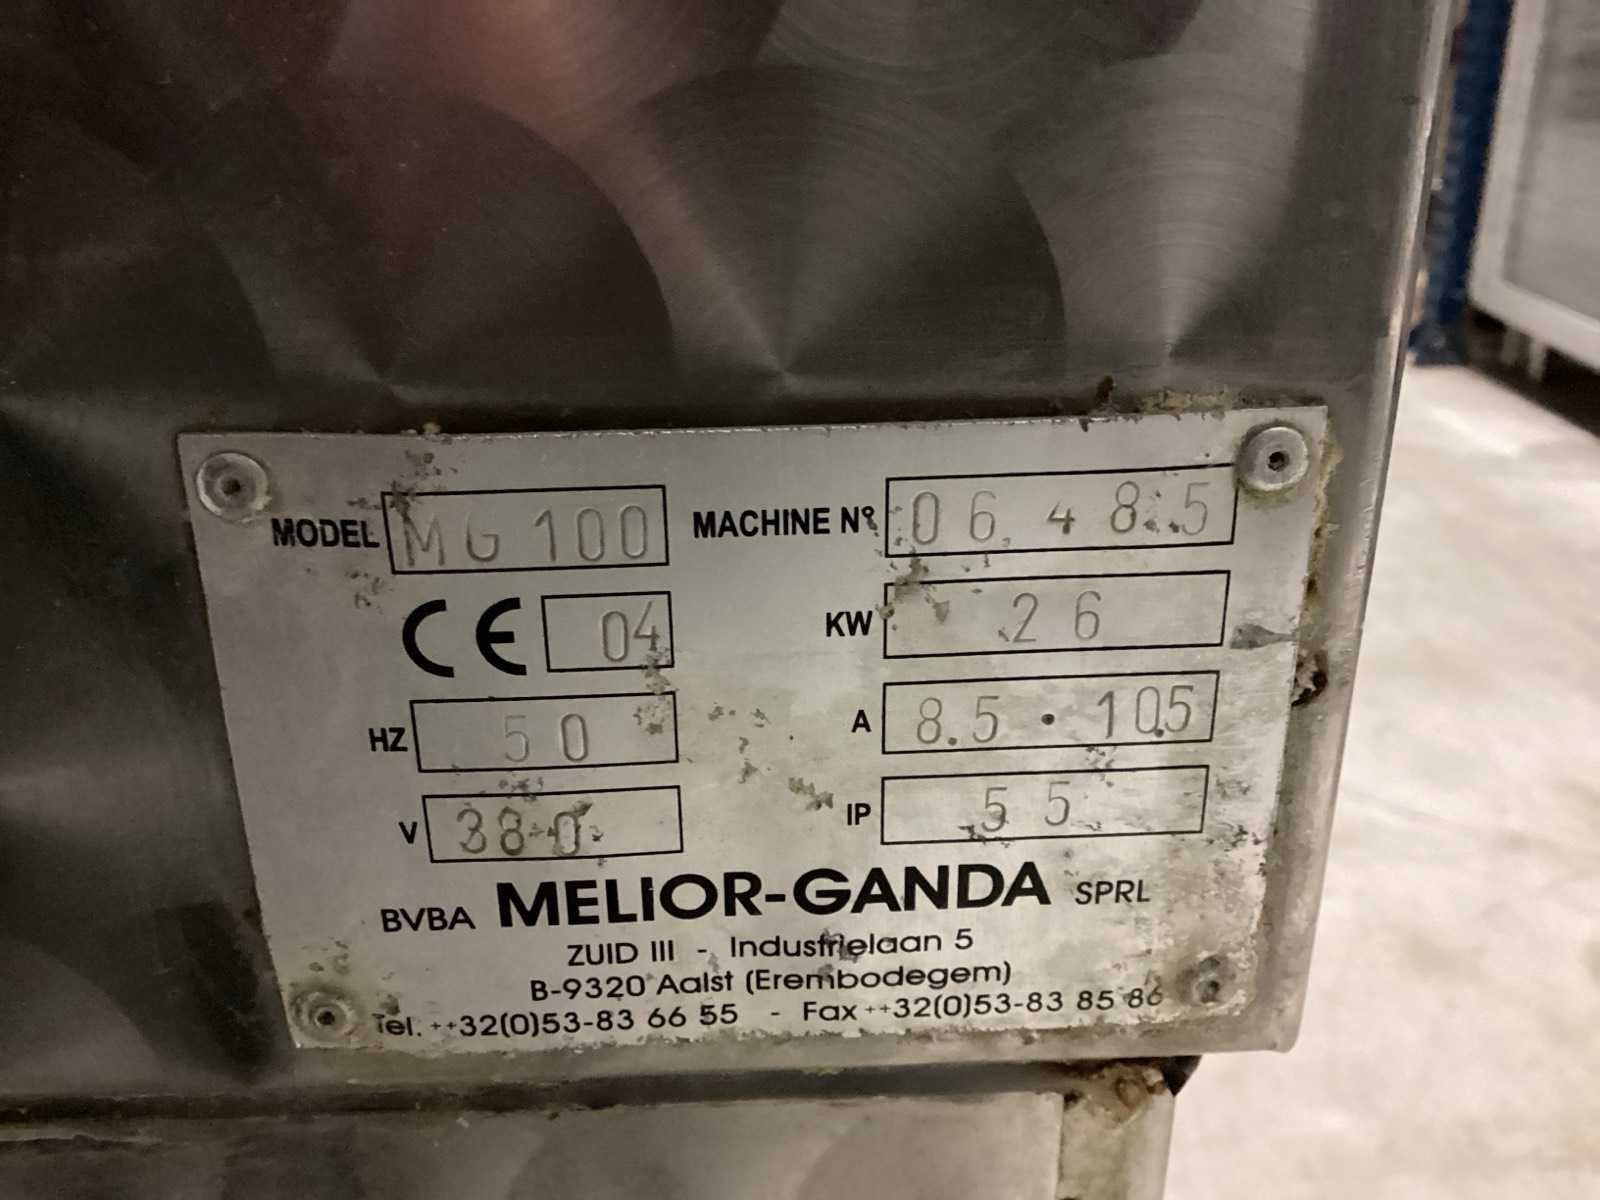 MODEL MG 100 MACHINE Nº 06.48.5
CE 04 KW 26
HZ 50 A 8.5 · 10.5
V 380 IP 55
BVBA MELIOR-GANDA SPRL
ZUID III - Industrielaan 5
B-9320 Aalst (Erembodegem)
Tel. ++32(0)53-83 66 55 - Fax ++32(0)53-83 85 86